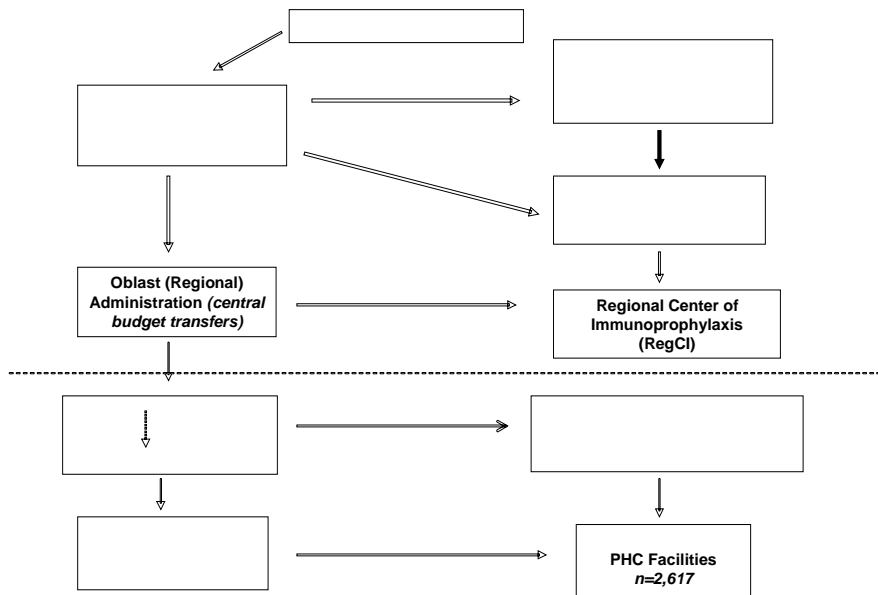 Oblast (Regional)
Administration (central
budget transfers)
Regional Center of
Immunoprophylaxis
(RegCI)
PHC Facilities
n=2,617